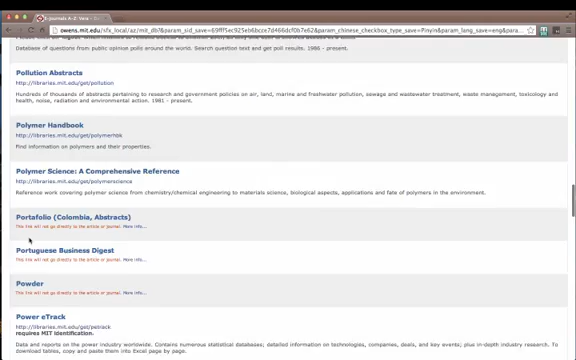 E-Journals A-Z: Vera -
owens.mit.edu/sfx_local/az/mit_db?param_sid_save=69ff5ec925eb6bcce7d466dcf0b7e62&param_chinese_checkbox_type_save=Pinyin&param_lang_save=eng&para...
Database of questions from public opinion polls around the world. Search question text and get poll results. 1986 - present.
Pollution Abstracts
http://libraries.mit.edu/get/pollution
Hundreds of thousands of abstracts pertaining to research and government policies on air, land, marine and freshwater pollution, sewage and wastewater treatment, waste management, toxicology and
health, noise, radiation and environmental action. 1981 - present.
Polymer Handbook
http://libraries.mit.edu/get/polymerhbk
Find information on polymers and their properties.
Polymer Science: A Comprehensive Reference
http://libraries.mit.edu/get/polymerscience
Reference work covering polymer science from chemistry/chemical engineering to materials science, biological aspects, applications and fate of polymers in the environment.
Portafolio (Colombia, Abstracts)
This link will not go directly to the article or journal. More info...
Portuguese Business Digest
This link will not go directly to the article or journal. More info...
Powder
This link will not go directly to the article or journal. More info...
Power eTrack
http://libraries.mit.edu/get/petrack
requires MIT identification.
Data and reports on the power industry worldwide. Contains numerous statistical databases; detailed information on technologies, companies, deals, and key events; plus in-depth industry research. To
download tables, copy and paste them into Excel page by page.